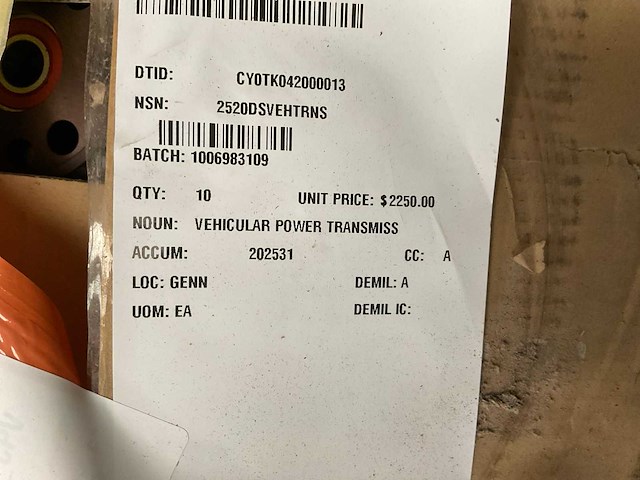 DTID: CY0TK042000013
NSN: 2520DSVEHTRNS
BATCH: 1006983109
QTY: 10 UNIT PRICE: $2250.00
NOUN: VEHICULAR POWER TRANSMISS
ACCUM: 202531 CC: A
LOC: GENN DEMIL: A
UOM: EA DEMIL IC: